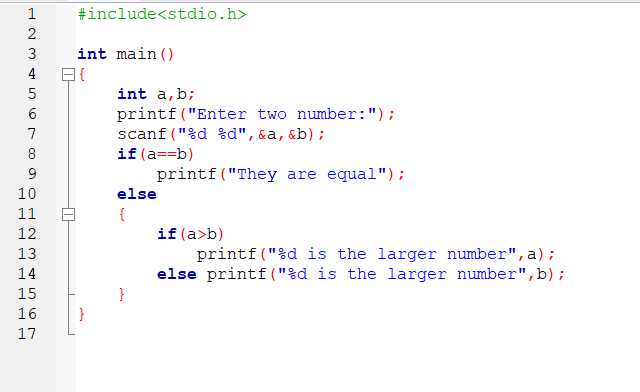 1 #include<stdio.h>
2
3 int main()
4 {
5     int a,b;
6     printf("Enter two number:");
7     scanf("%d %d",&a,&b);
8     if(a==b)
9         printf("They are equal");
10     else
11     {
12         if(a>b)
13             printf("%d is the larger number",a);
14         else printf("%d is the larger number",b);
15     }
16 }
17